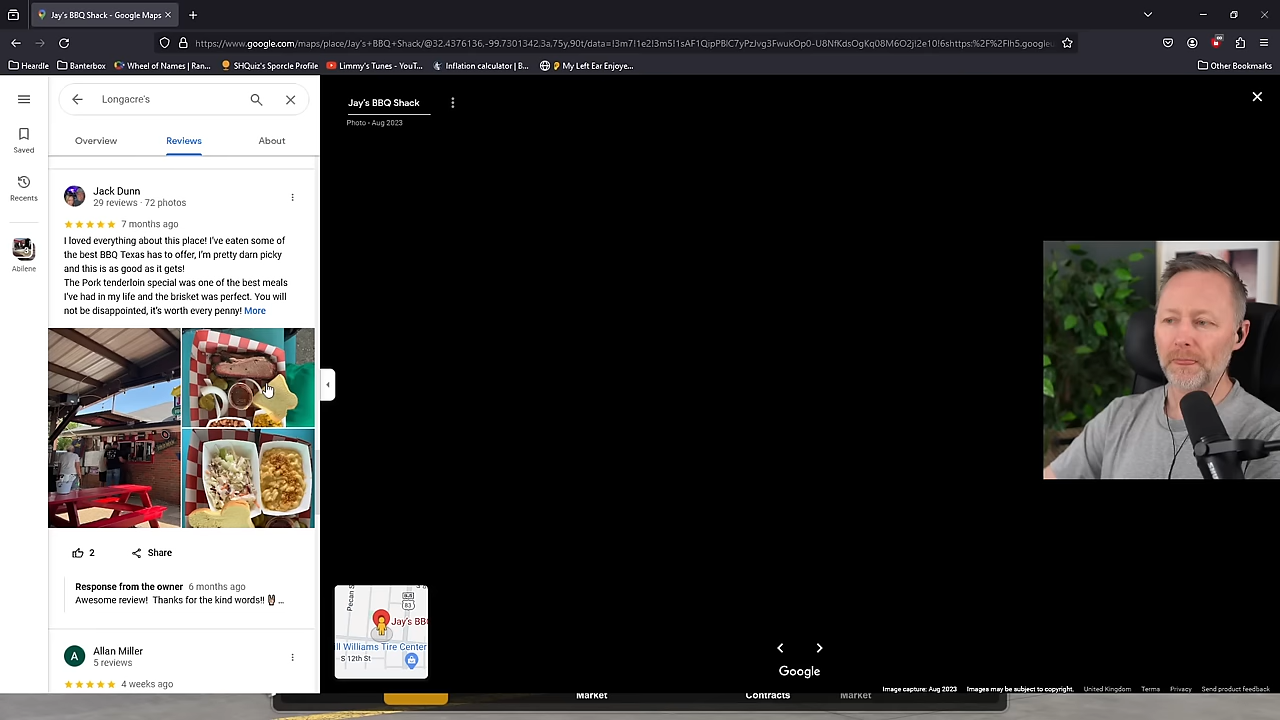 Jay's BBQ Shack - Google Maps
https://www.google.com/maps/place/Jay's+BBQ+Shack/@32.4376136,-99.7301342,3a,75y,90t/data=!3m7!1e2!3m5!1sAF1QipPBlC7yPzJvg3FwukOp0-U8NfKdsOgKq08M6O2jI2e10!6shttps:%2F%2Flh5.google
Heardle
Banterbox
Wheel of Names | Ran...
SHQuiz's Sporcle Profile
Limmy's Tunes - YouT...
Inflation calculator | B...
My Left Ear Enjoye...
Other Bookmarks
Longacre's
Saved
Recents
Abilene
Overview
Reviews
About
Jack Dunn
29 reviews · 72 photos
7 months ago
I loved everything about this place! I've eaten some of
the best BBQ Texas has to offer, I'm pretty darn picky
and this is as good as it gets!
The Pork tenderloin special was one of the best meals
I've had in my life and the brisket was perfect. You will
not be disappointed, it's worth every penny! More
2
Share
Response from the owner 6 months ago
Awesome review! Thanks for the kind words!! ✌🏻 ...
A
Allan Miller
5 reviews
4 weeks ago
Jay's BBQ Shack
Photo - Aug 2023
Pecan S
83
Jay's BB
ill Williams Tire Center
S 12th St
Google
Image capture: Aug 2023
Images may be subject to copyright.
United Kingdom
Terms
Privacy
Send product feedback
Market
Contracts
Market